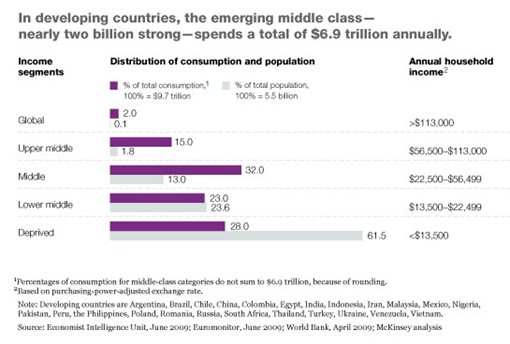 In developing countries, the emerging middle class—
nearly two billion strong—spends a total of $6.9 trillion annually.
Income
segments
Distribution of consumption and population
Annual household
income²
% of total consumption,¹
100% = $9.7 trillion
% of total population,
100% = 5.5 billion
Global
2.0
0.1
>$113,000
Upper middle
15.0
1.8
$56,500–$113,000
Middle
32.0
13.0
$22,500–$56,499
Lower middle
23.0
23.6
$13,500–$22,499
Deprived
28.0
61.5
<$13,500
¹Percentages of consumption for middle-class categories do not sum to $6.9 trillion, because of rounding.
²Based on purchasing-power-adjusted exchange rate.
Note: Developing countries are Argentina, Brazil, Chile, China, Colombia, Egypt, India, Indonesia, Iran, Malaysia, Mexico, Nigeria,
Pakistan, Peru, the Philippines, Poland, Romania, Russia, South Africa, Thailand, Turkey, Ukraine, Venezuela, Vietnam.
Source: Economist Intelligence Unit, June 2009; Euromonitor, June 2009; World Bank, April 2009; McKinsey analysis